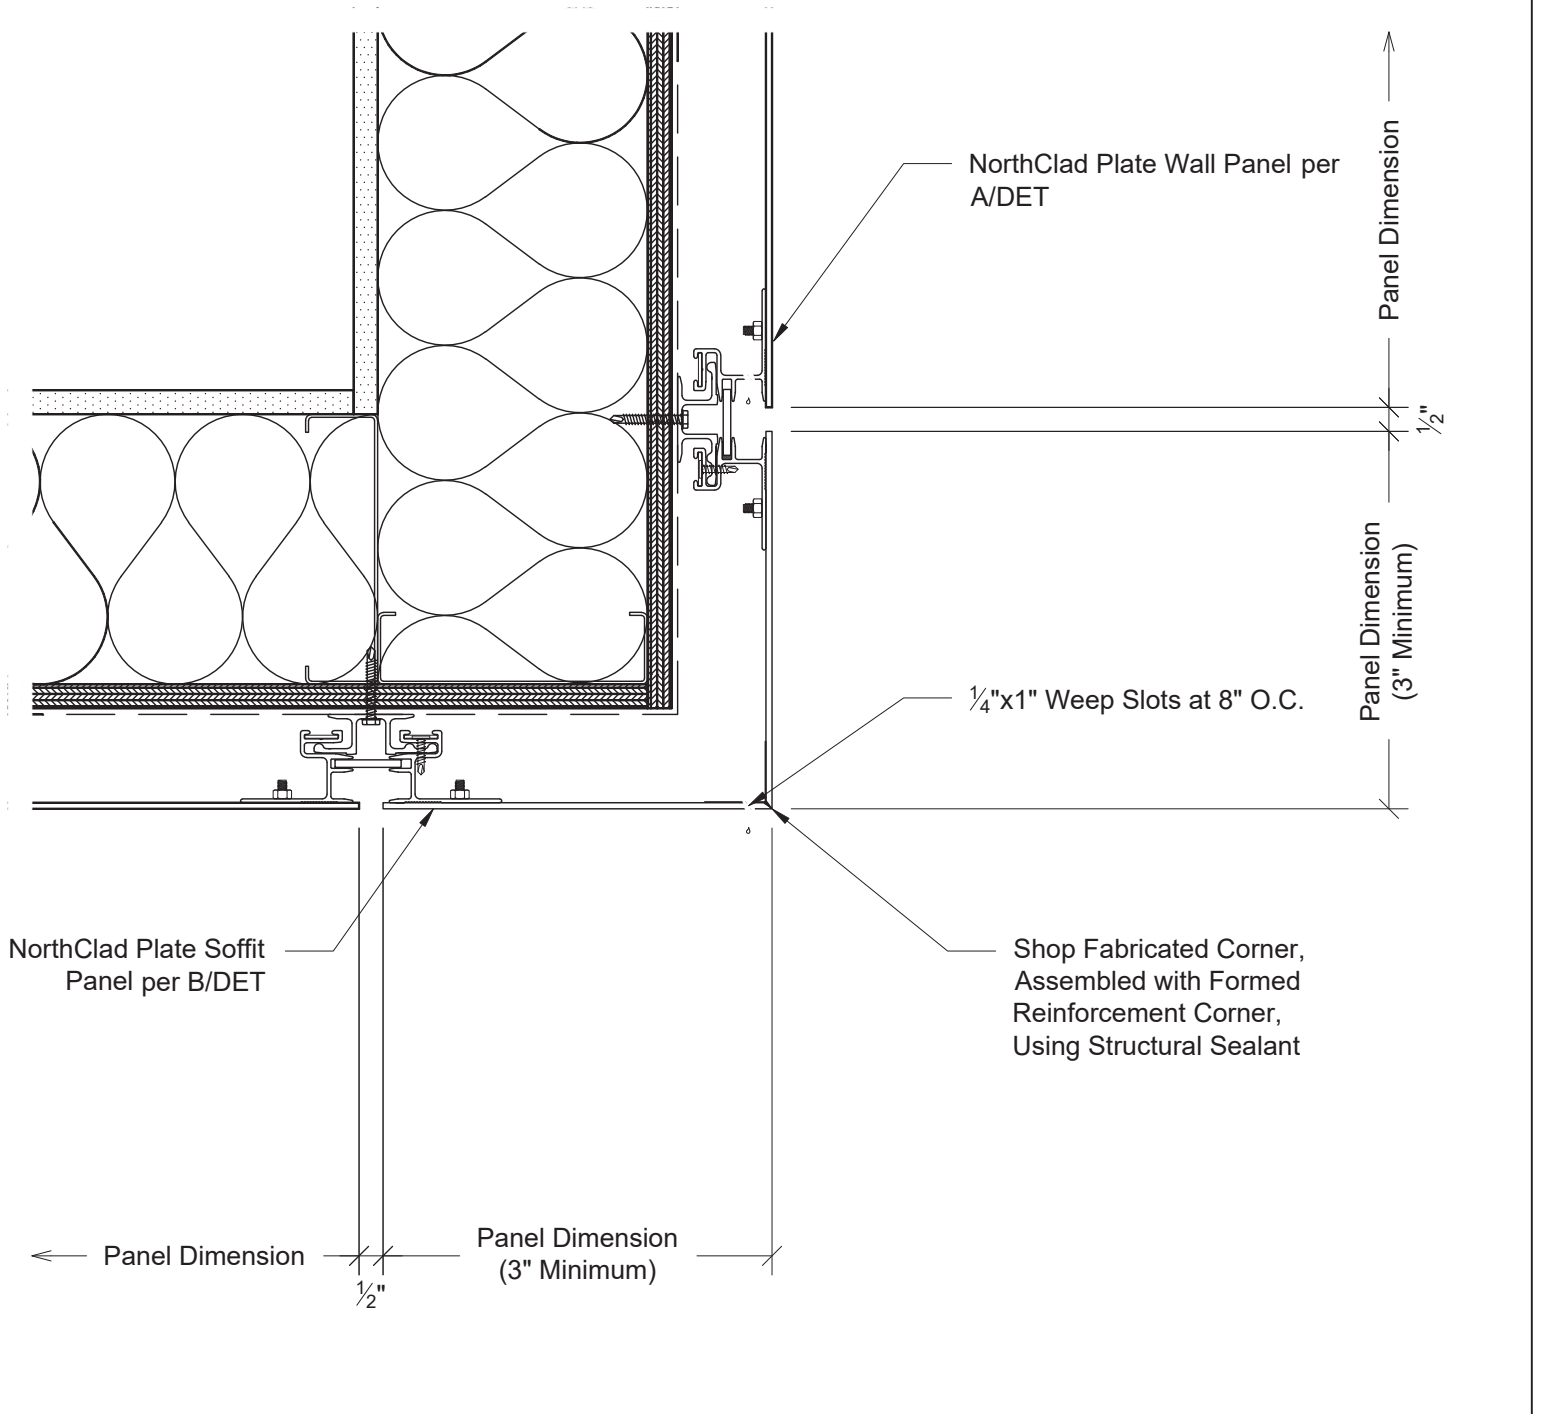 NorthClad Plate Wall Panel per
A/DET
Panel Dimension
½"
Panel Dimension
(3" Minimum)
¼"x1" Weep Slots at 8" O.C.
NorthClad Plate Soffit
Panel per B/DET
Shop Fabricated Corner,
Assembled with Formed
Reinforcement Corner,
Using Structural Sealant
Panel Dimension
½"
Panel Dimension
(3" Minimum)